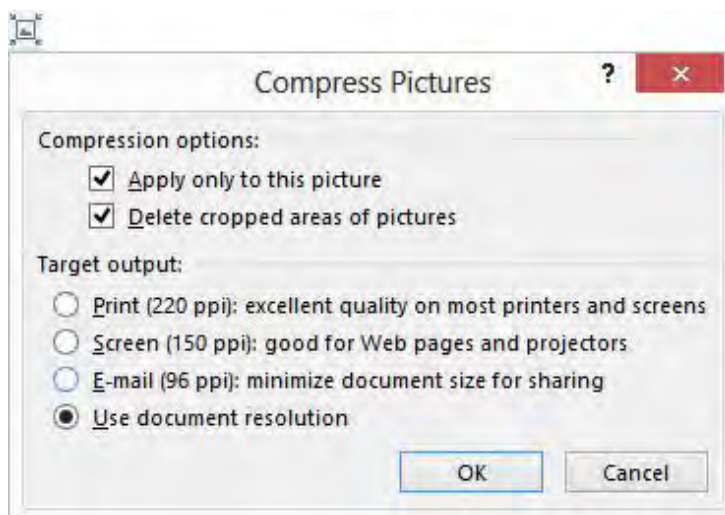 Compress Pictures ?
Compression options:
Apply only to this picture
Delete cropped areas of pictures
Target output:
Print (220 ppi): excellent quality on most printers and screens
Screen (150 ppi): good for Web pages and projectors
E-mail (96 ppi): minimize document size for sharing
Use document resolution
OK Cancel